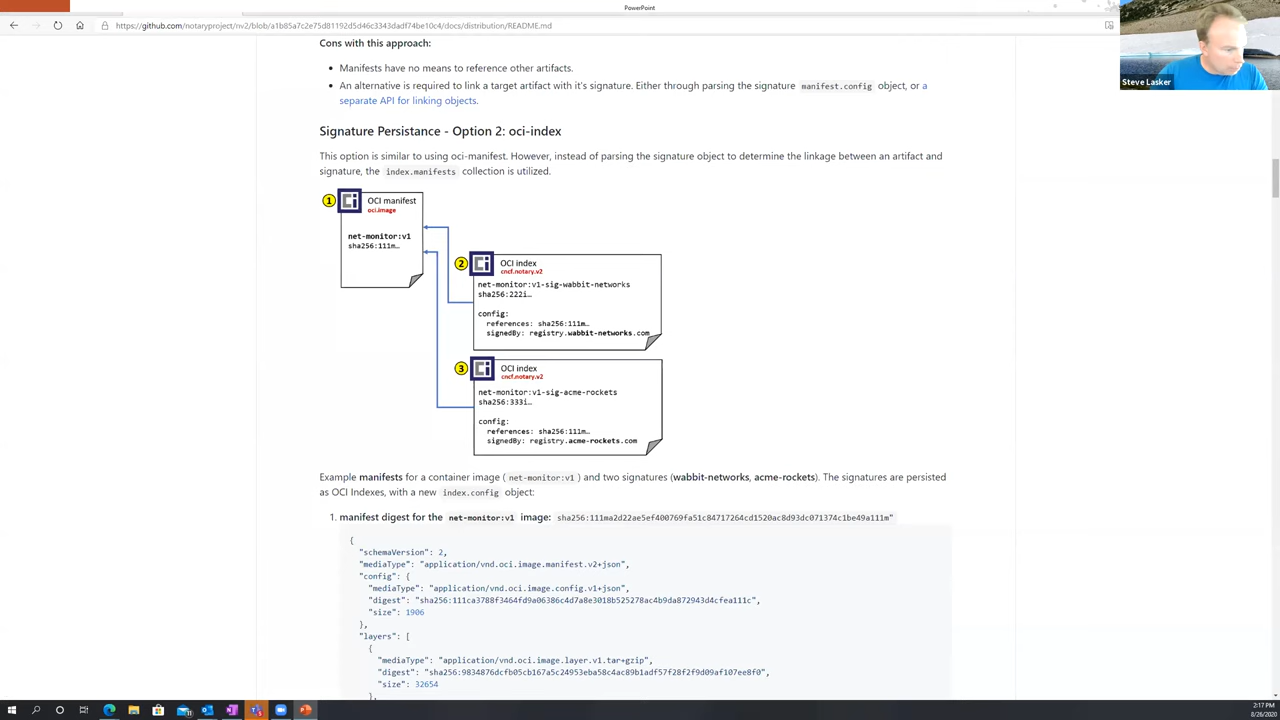 PowerPoint
https://github.com/notaryproject/nv2/blob/a1b85a7c2e75d81192d5d46c3343dadf74be10c4/docs/distribution/README.md
Steve Lasker
Cons with this approach:
Manifests have no means to reference other artifacts.
An alternative is required to link a target artifact with it's signature. Either through parsing the signature manifest.config object, or a
separate API for linking objects.
Signature Persistance - Option 2: oci-index
This option is similar to using oci-manifest. However, instead of parsing the signature object to determine the linkage between an artifact and
signature, the index.manifests collection is utilized.
1
OCI manifest
oci.image
net-monitor:v1
sha256:111m…
2
OCI index
cncf.notary.v2
net-monitor:v1-sig-wabbit-networks
sha256:222i…
config:
references: sha256:111m…
signedBy: registry.wabbit-networks.com
3
OCI index
cncf.notary.v2
net-monitor:v1-sig-acme-rockets
sha256:333i…
config:
references: sha256:111m…
signedBy: registry.acme-rockets.com
Example manifests for a container image ( net-monitor:v1 ) and two signatures (wabbit-networks, acme-rockets). The signatures are persisted
as OCI Indexes, with a new index.config object:
1. manifest digest for the net-monitor:v1 image: sha256:111ma2d22ae5ef400769fa51c84717264cd1520ac8d93dc071374c1be49a111m"
{
"schemaVersion": 2,
"mediaType": "application/vnd.oci.image.manifest.v2+json",
"config": {
"mediaType": "application/vnd.oci.image.config.v1+json",
"digest": "sha256:111ca3788f3464fd9a06386c4d7a8e3018b525278ac4b9da872943d4cfea111c",
"size": 1906
},
"layers": [
{
"mediaType": "application/vnd.oci.image.layer.v1.tar+gzip",
"digest": "sha256:9834876dcfb05cb167a5c24953eba58c4ac89b1adf57f28f2f9d09af107ee8f0",
"size": 32654
},
2:17 PM
8/26/2020